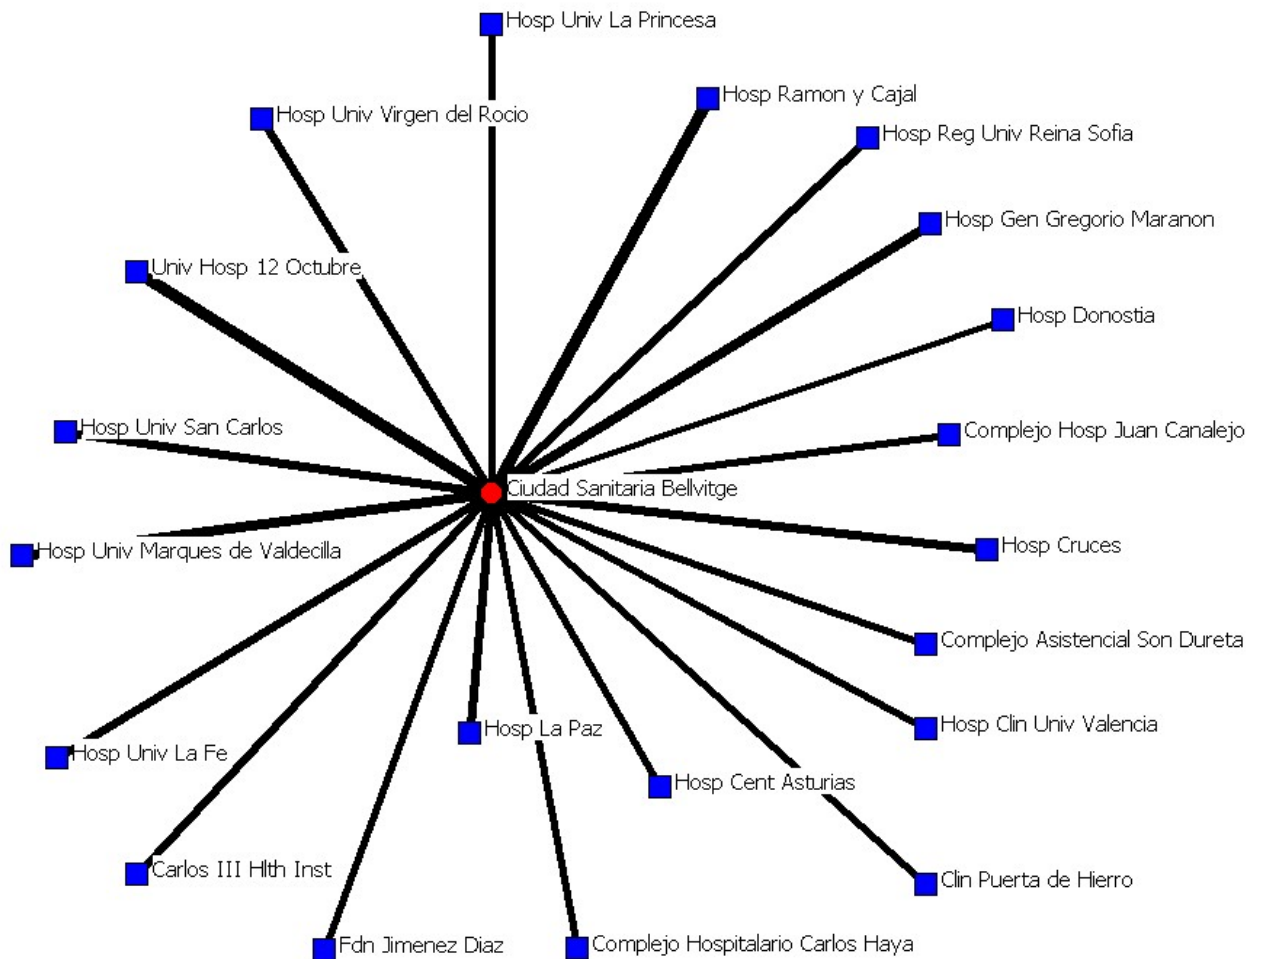 Hosp Univ La Princesa
Hosp Ramon y Cajal
Hosp Univ Virgen del Rocio
Hosp Reg Univ Reina Sofia
Hosp Gen Gregorio Maranon
Univ Hosp 12 Octubre
Hosp Donostia
Hosp Univ San Carlos
Complejo Hosp Juan Canalejo
Ciudad Sanitaria Bellvitge
Hosp Univ Marques de Valdecilla
Hosp Cruces
Complejo Asistencial Son Dureta
Hosp Clin Univ Valencia
Hosp La Paz
Hosp Univ La Fe
Hosp Cent Asturias
Carlos III Hlth Inst
Clin Puerta de Hierro
Fdn Jimenez Diaz
Complejo Hospitalario Carlos Haya